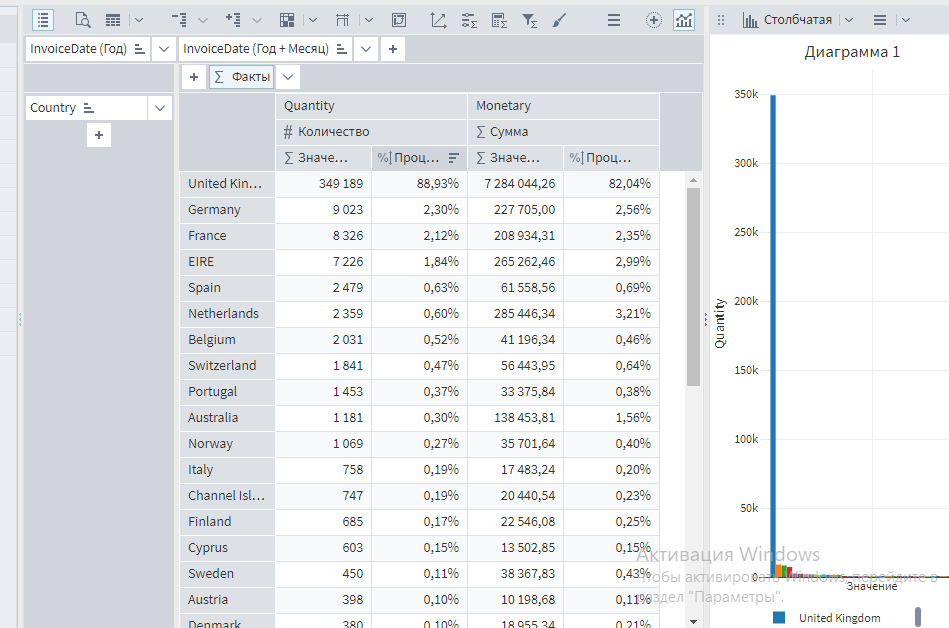 Столбчатая
InvoiceDate (Год) InvoiceDate (Год + Месяц) +
+ Σ Факты
Country
+
Quantity Monetary
# Количество Σ Сумма
Σ Значе... % Проц... Σ Значе... % Проц...
United Kin... 349 189 88,93% 7 284 044,26 82,04%
Germany 9 023 2,30% 227 705,00 2,56%
France 8 326 2,12% 208 934,31 2,35%
EIRE 7 226 1,84% 265 262,46 2,99%
Spain 2 479 0,63% 61 558,56 0,69%
Netherlands 2 359 0,60% 285 446,34 3,21%
Belgium 2 031 0,52% 41 196,34 0,46%
Switzerland 1 841 0,47% 56 443,95 0,64%
Portugal 1 453 0,37% 33 375,84 0,38%
Australia 1 181 0,30% 138 453,81 1,56%
Norway 1 069 0,27% 35 701,64 0,40%
Italy 758 0,19% 17 483,24 0,20%
Channel Isl... 747 0,19% 20 440,54 0,23%
Finland 685 0,17% 22 546,08 0,25%
Cyprus 603 0,15% 13 502,85 0,15%
Sweden 450 0,11% 38 367,83 0,43%
Austria 398 0,10% 10 198,68 0,11%
Denmark 380 0,10% 18 955,34 0,21%
Диаграмма 1
350k
300k
250k
200k
150k
100k
50k
0
Quantity
Значение
United Kingdom
Активация Windows
Чтобы активировать Windows, перейдите в
раздел "Параметры".